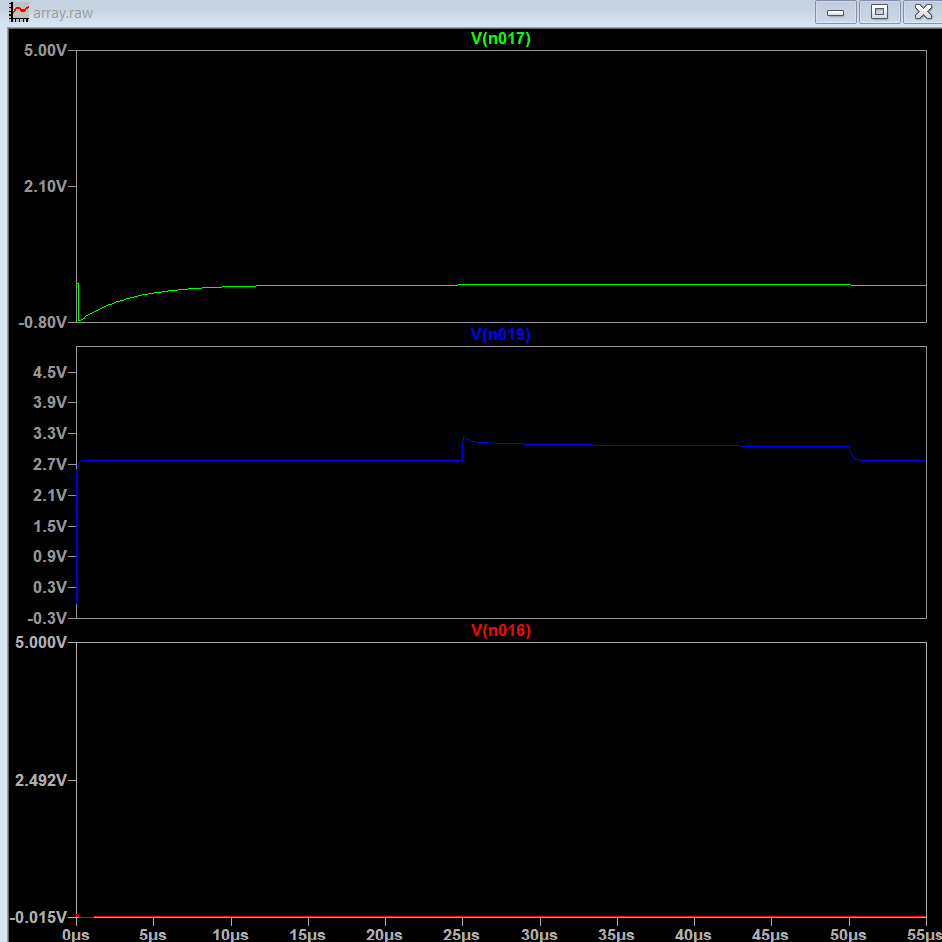 array.raw
V(n017)
5.00V
2.10V
-0.80V
V(n019)
4.5V
3.9V
3.3V
2.7V
2.1V
1.5V
0.9V
0.3V
-0.3V
V(n016)
5.000V
2.492V
-0.015V
0µs 5µs 10µs 15µs 20µs 25µs 30µs 35µs 40µs 45µs 50µs 55µs